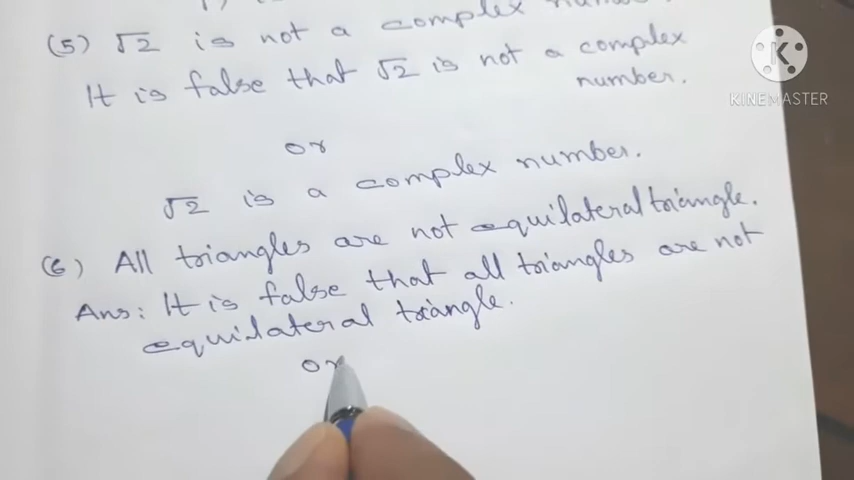 (5) √2 is not a complex
It is false that √2 is not a complex
number.
or
√2 is a complex number.
(6) All triangles are not equilateral triangle.
Ans: It is false that all triangles are not
equilateral triangle.
or
KINEMASTER